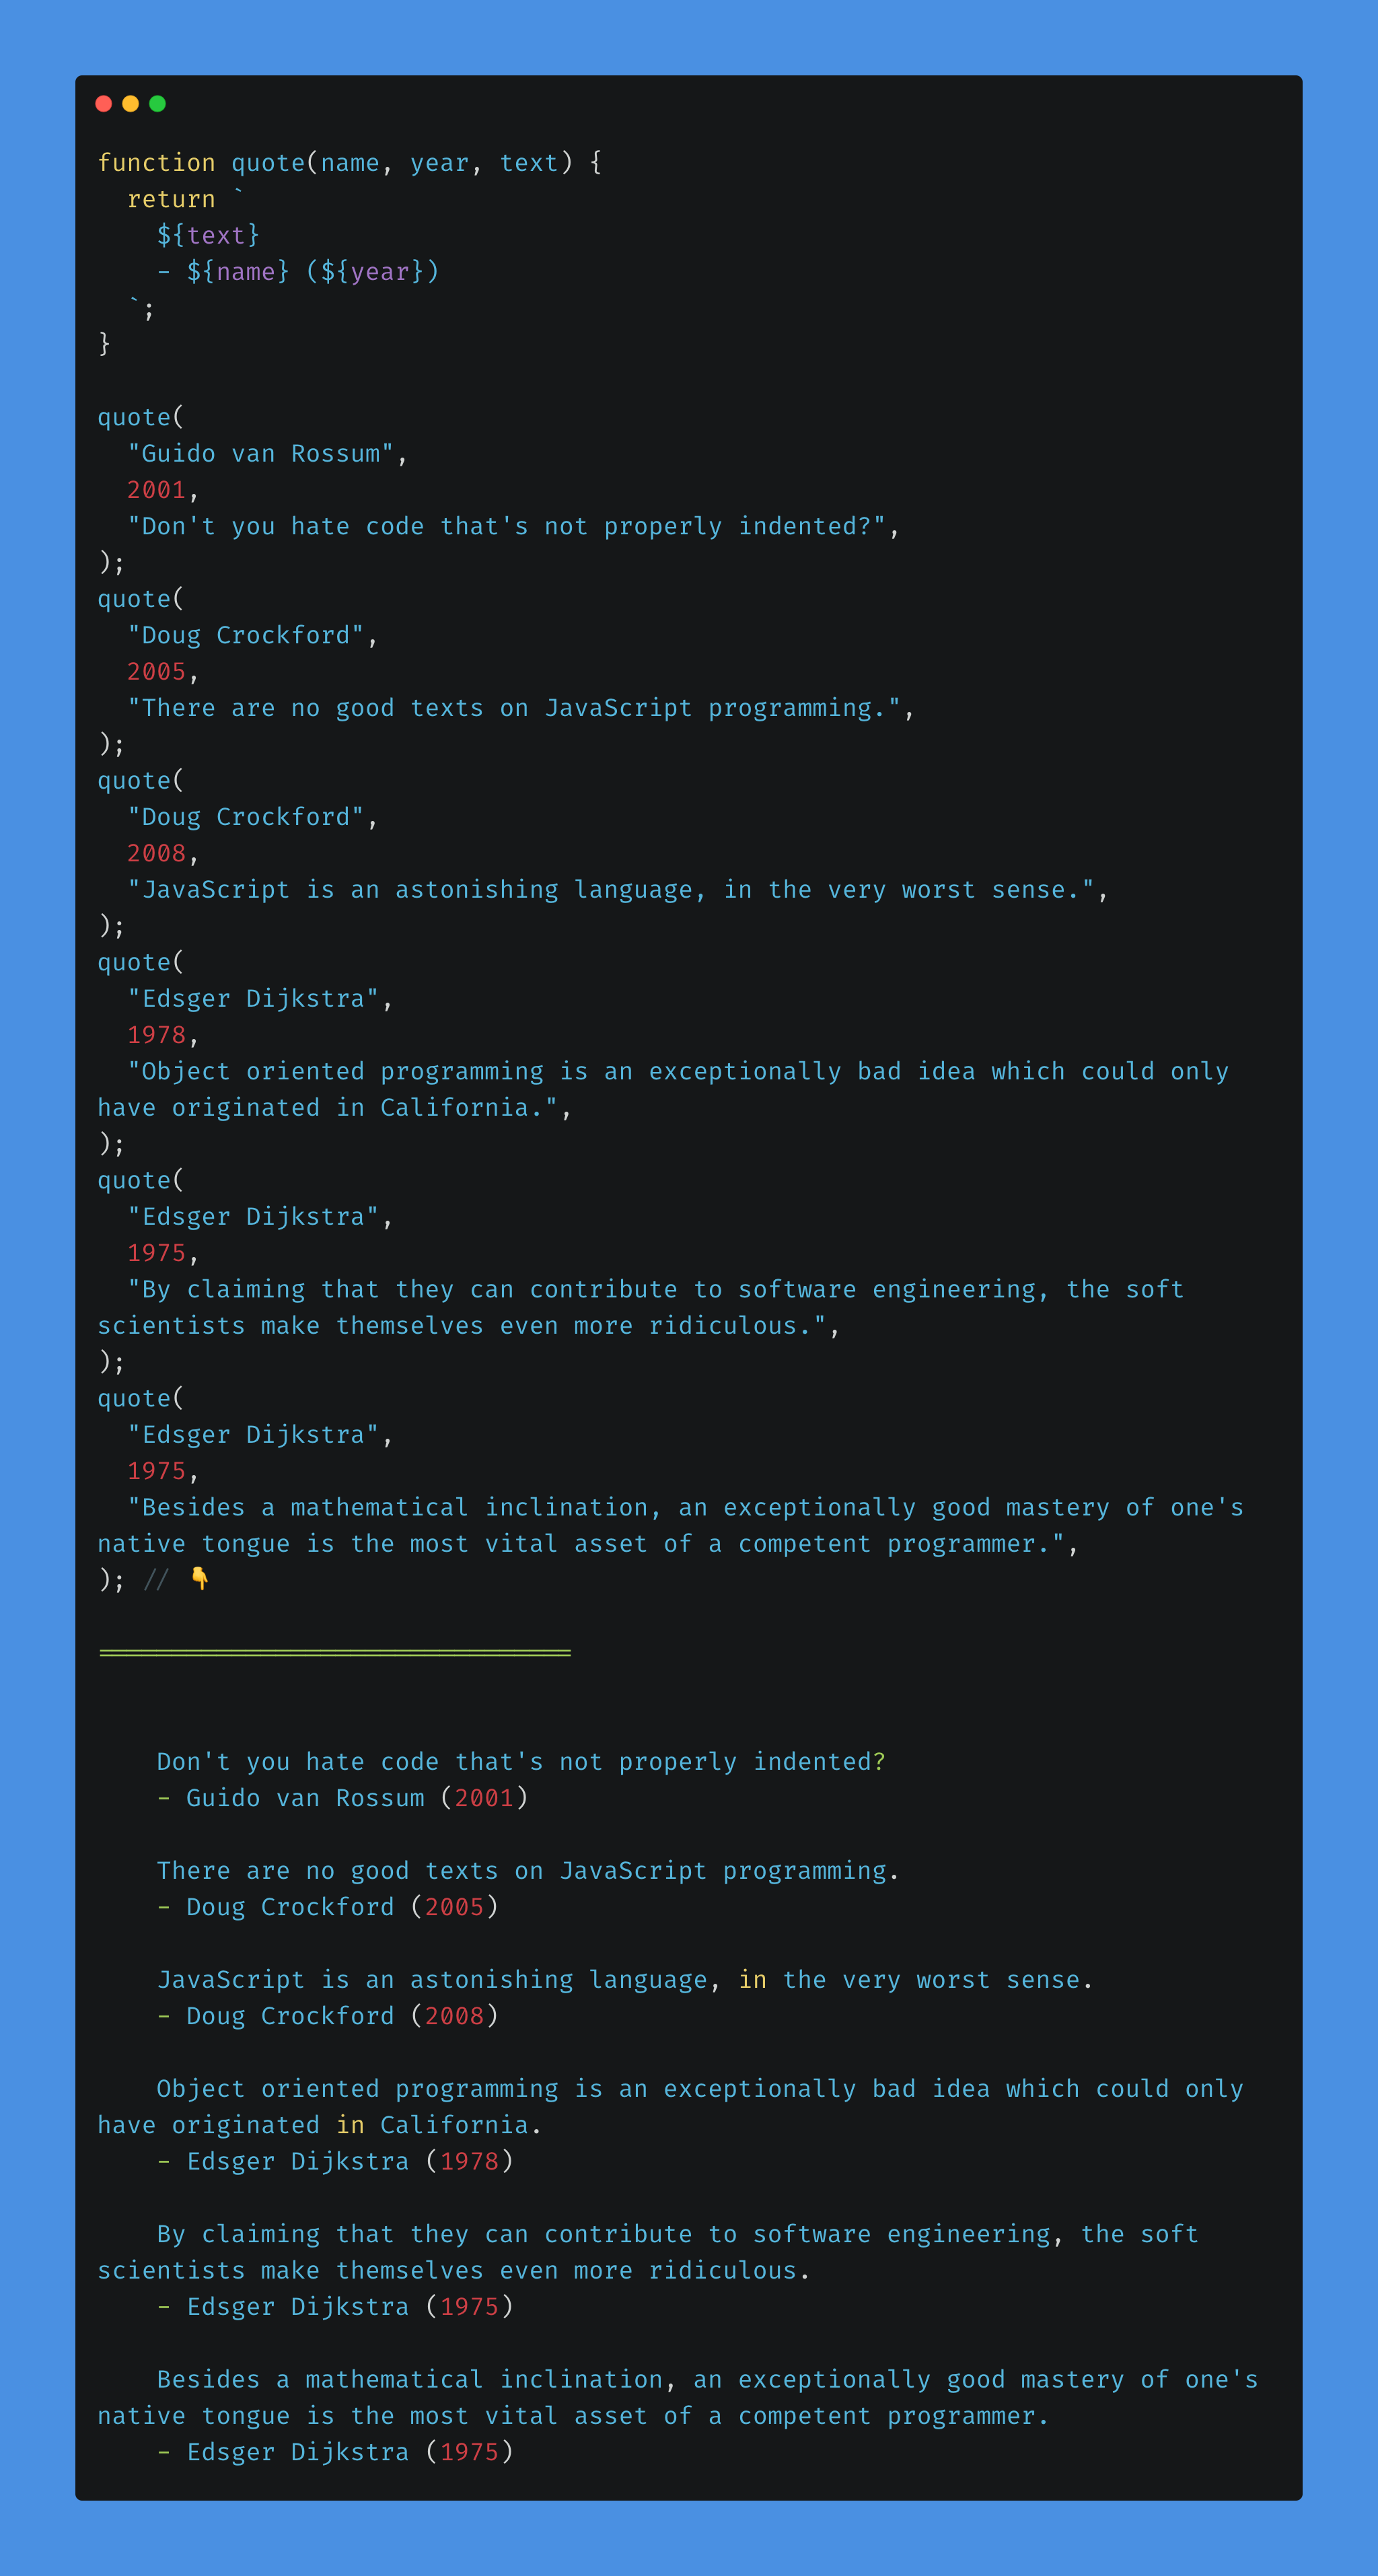 function quote(name, year, text) {
  return `
    ${text}
    - ${name} (${year})
  `;
}

quote(
  "Guido van Rossum",
  2001,
  "Don't you hate code that's not properly indented?",
);
quote(
  "Doug Crockford",
  2005,
  "There are no good texts on JavaScript programming.",
);
quote(
  "Doug Crockford",
  2008,
  "JavaScript is an astonishing language, in the very worst sense.",
);
quote(
  "Edsger Dijkstra",
  1978,
  "Object oriented programming is an exceptionally bad idea which could only
have originated in California.",
);
quote(
  "Edsger Dijkstra",
  1975,
  "By claiming that they can contribute to software engineering, the soft
scientists make themselves even more ridiculous.",
);
quote(
  "Edsger Dijkstra",
  1975,
  "Besides a mathematical inclination, an exceptionally good mastery of one's
native tongue is the most vital asset of a competent programmer.",
); // 👇

================================

    Don't you hate code that's not properly indented?
    - Guido van Rossum (2001)

    There are no good texts on JavaScript programming.
    - Doug Crockford (2005)

    JavaScript is an astonishing language, in the very worst sense.
    - Doug Crockford (2008)

    Object oriented programming is an exceptionally bad idea which could only
have originated in California.
    - Edsger Dijkstra (1978)

    By claiming that they can contribute to software engineering, the soft
scientists make themselves even more ridiculous.
    - Edsger Dijkstra (1975)

    Besides a mathematical inclination, an exceptionally good mastery of one's
native tongue is the most vital asset of a competent programmer.
    - Edsger Dijkstra (1975)